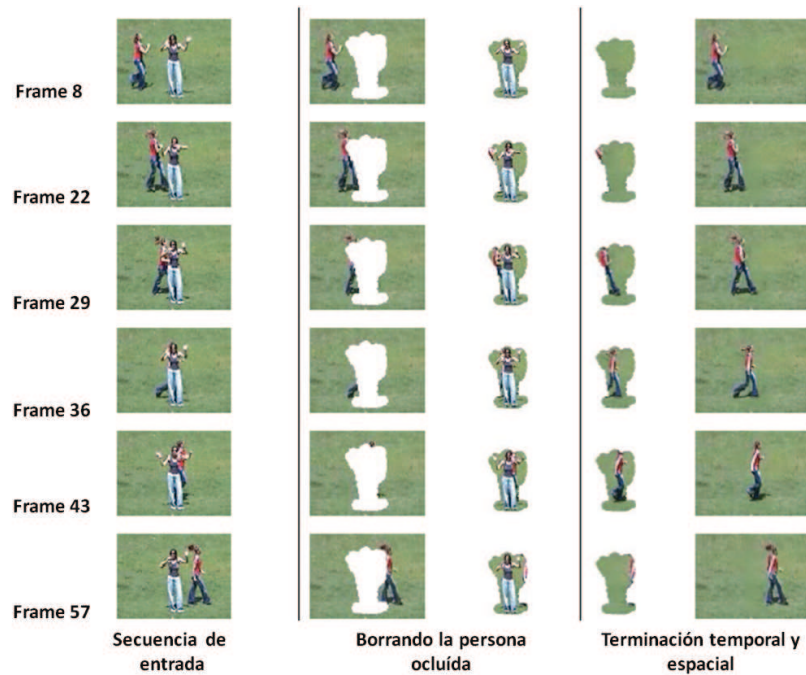 Frame 8
Frame 22
Frame 29
Frame 36
Frame 43
Frame 57
Secuencia de
entrada
Borrando la persona
ocluída
Terminación temporal y
espacial